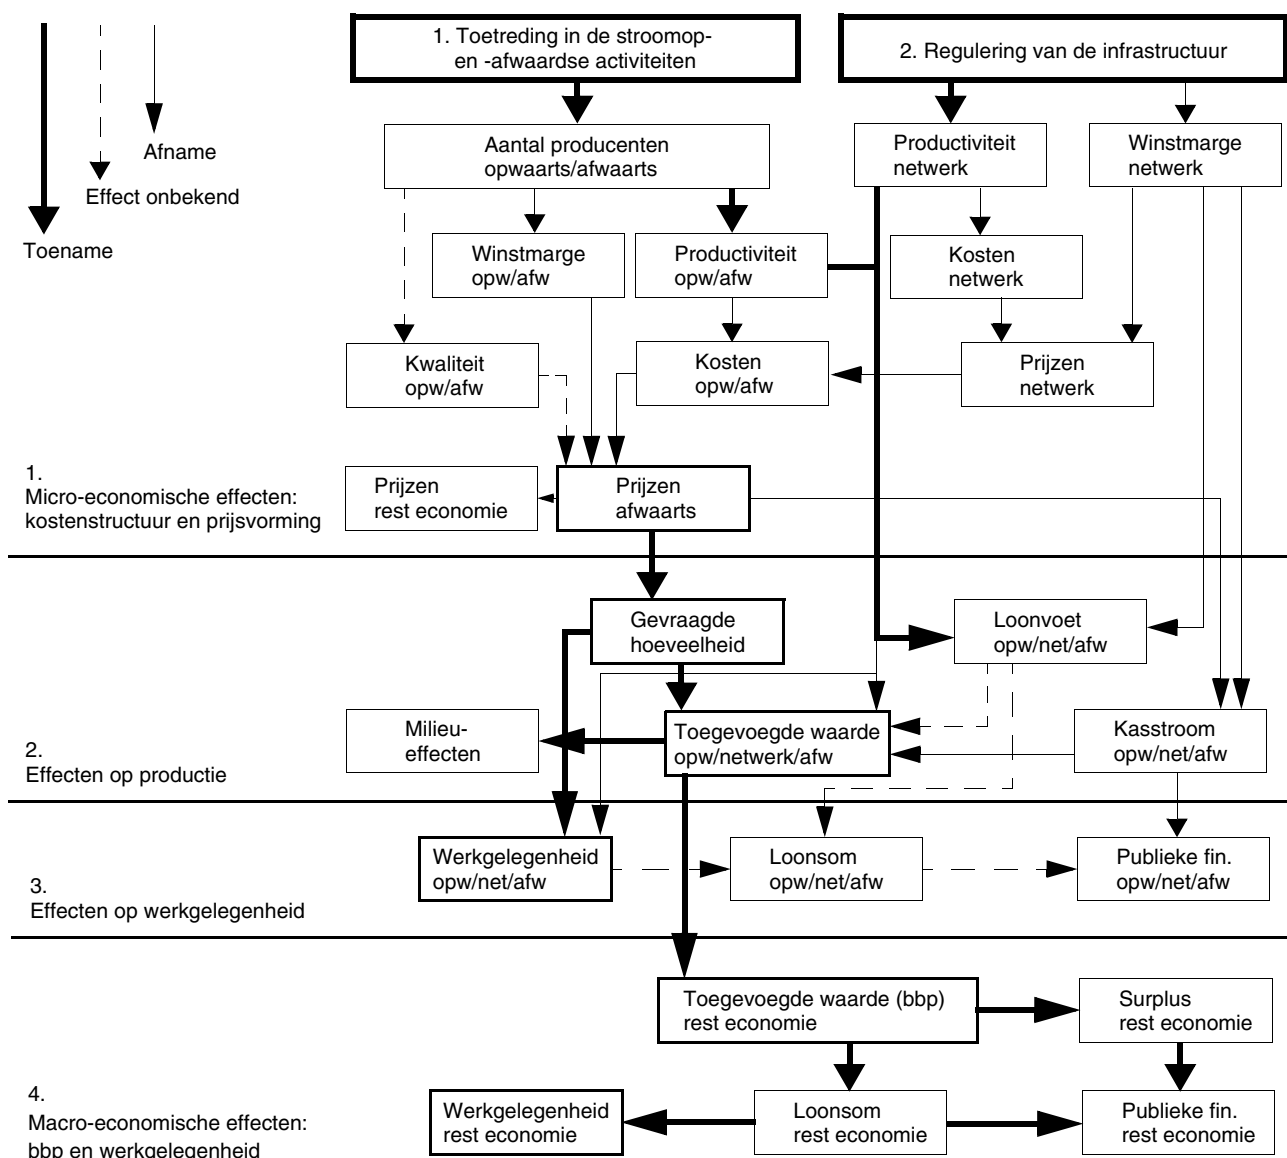 1. Toetreding in de stroomop-
en -afwaardse activiteiten
2. Regulering van de infrastructuur
Afname
Effect onbekend
Toename
Aantal producenten
opwaarts/afwaarts
Productiviteit
netwerk
Winstmarge
netwerk
Winstmarge
opw/afw
Productiviteit
opw/afw
Kosten
netwerk
Kwaliteit
opw/afw
Kosten
opw/afw
Prijzen
netwerk
1.
Micro-economische effecten:
kostenstructuur en prijsvorming
Prijzen
rest economie
Prijzen
afwaarts
Gevraagde
hoeveelheid
Loonvoet
opw/net/afw
2.
Effecten op productie
Milieu-
effecten
Toegevoegde waarde
opw/netwerk/afw
Kasstroom
opw/net/afw
3.
Effecten op werkgelegenheid
Werkgelegenheid
opw/net/afw
Loonsom
opw/net/afw
Publieke fin.
opw/net/afw
Toegevoegde waarde (bbp)
rest economie
Surplus
rest economie
4.
Macro-economische effecten:
bbp en werkgelegenheid
Werkgelegenheid
rest economie
Loonsom
rest economie
Publieke fin.
rest economie